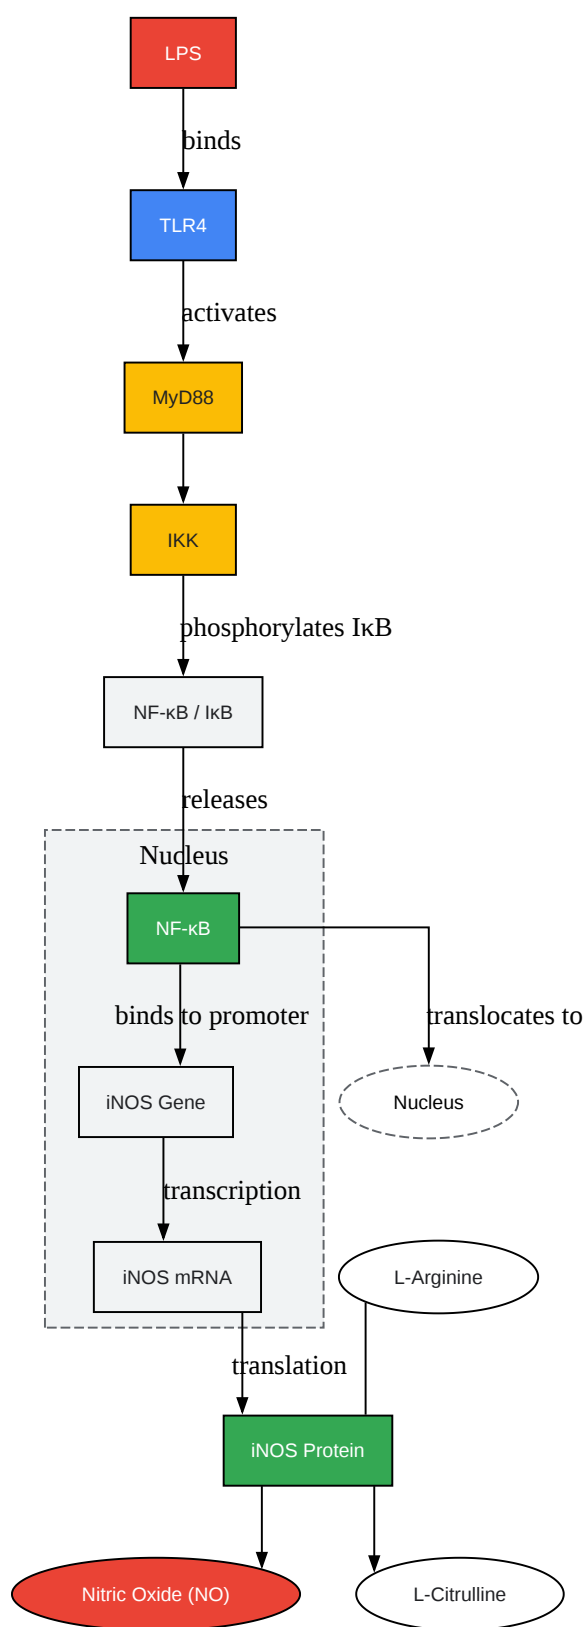 LPS
binds
TLR4
activates
MyD88
IKK
phosphorylates IκB
NF-κB / IκB
releases
Nucleus
NF-κB
binds to promoter
translocates to
iNOS Gene
Nucleus
transcription
iNOS mRNA
L-Arginine
translation
iNOS Protein
Nitric Oxide (NO)
L-Citrulline